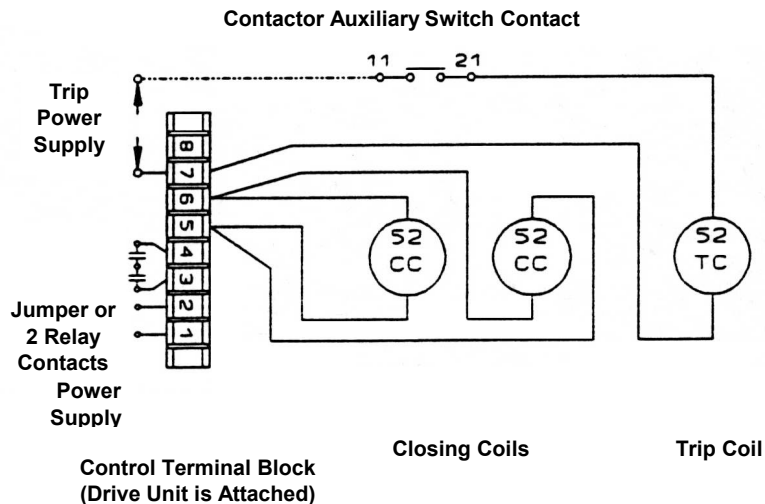 Contactor Auxiliary Switch Contact
11 21
Trip
Power
Supply
8
7
6
5
4
3
2
1
52
CC
52
CC
52
TC
Jumper or
2 Relay
Contacts
Power
Supply
Closing Coils
Trip Coil
Control Terminal Block
(Drive Unit is Attached)